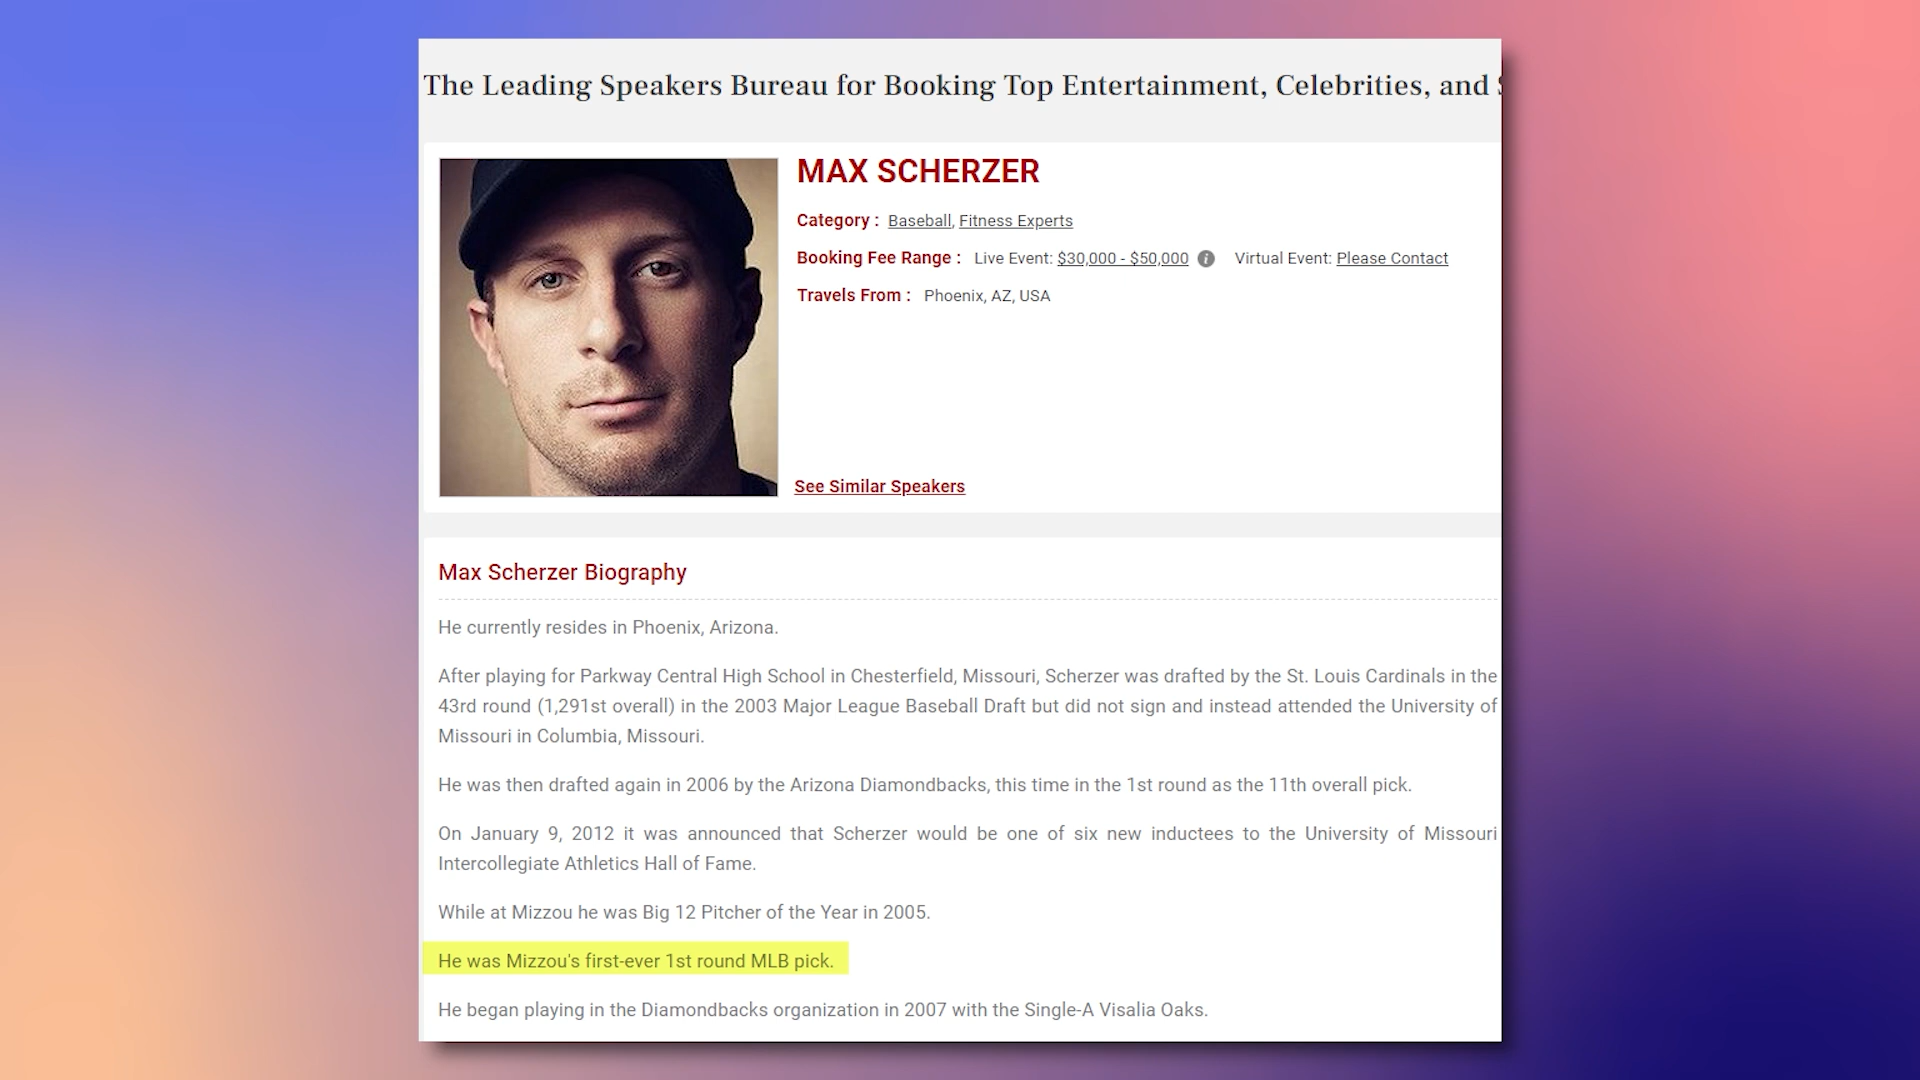 The Leading Speakers Bureau for Booking Top Entertainment, Celebrities, and
MAX SCHERZER
Category : Baseball, Fitness Experts
Booking Fee Range : Live Event: $30,000 - $50,000 i Virtual Event: Please Contact
Travels From : Phoenix, AZ, USA
See Similar Speakers
Max Scherzer Biography
He currently resides in Phoenix, Arizona.
After playing for Parkway Central High School in Chesterfield, Missouri, Scherzer was drafted by the St. Louis Cardinals in the
43rd round (1,291st overall) in the 2003 Major League Baseball Draft but did not sign and instead attended the University of
Missouri in Columbia, Missouri.
He was then drafted again in 2006 by the Arizona Diamondbacks, this time in the 1st round as the 11th overall pick.
On January 9, 2012 it was announced that Scherzer would be one of six new inductees to the University of Missouri
Intercollegiate Athletics Hall of Fame.
While at Mizzou he was Big 12 Pitcher of the Year in 2005.
He was Mizzou's first-ever 1st round MLB pick.
He began playing in the Diamondbacks organization in 2007 with the Single-A Visalia Oaks.